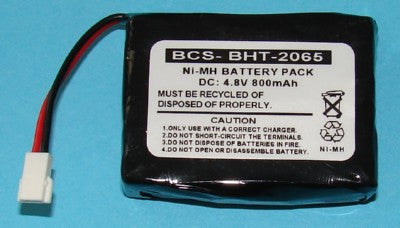 BCS- BHT-2065
Ni-MH BATTERY PACK
DC: 4.8V 800mAh
MUST BE RECYCLED OR
DISPOSED OF PROPERLY.
CAUTION:
1.USE SPECIFIED CHARGER ONLY.
2.DO NOT SHORT-CIRCUIT THE TERMINALS.
3.DO NOT DISPOSE OF BATTERIES IN FIRE.
4.DO NOT OPEN OR DISASSEMBLE BATTERY.
Ni-MH